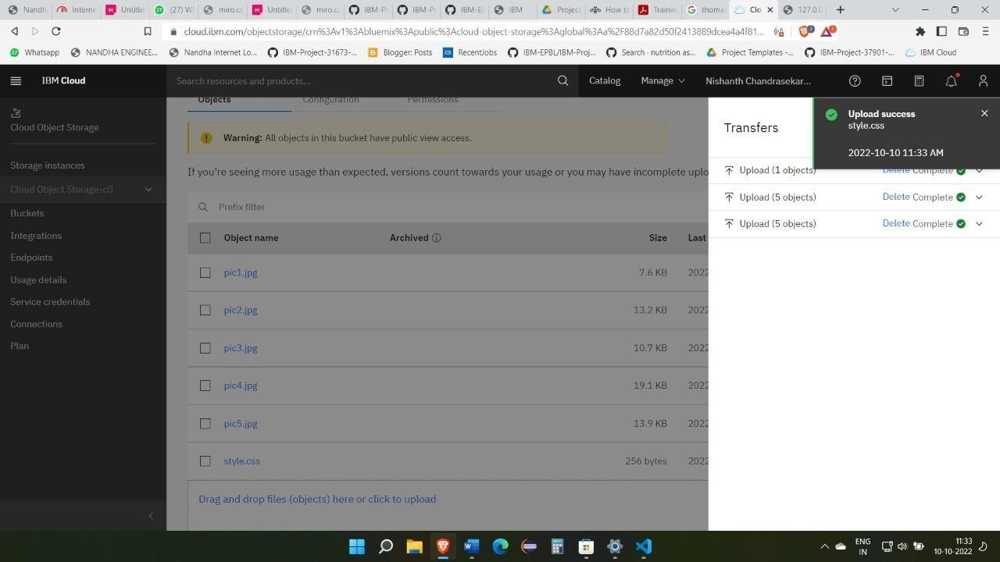 Nandh
Interne
Untitle
(27) W
miro.c
Untitle
miro.c
IBM-Pr
IBM-Pr
IBM-EF
IBM
Project
How to
Training
thoma
Clo
127.0.0
cloud.ibm.com/objectstorage/crn%3Av1%3Abluemix%3Apublic%3Acloud-object-storage%3Aglobal%3Aa%2F88d7a82d50f2413889dcea4a4f81...
Whatsapp
NANDHA ENGINEE...
Nandha Internet Lo...
IBM-Project-31673-...
Blogger: Posts
RecentJobs
IBM-EPBL/IBM-Proj...
Search · nutrition as...
Project Templates -...
IBM-Project-37901-...
IBM Cloud
IBM Cloud
Search resources and products...
Catalog
Manage
Nishanth Chandrasekar...
Cloud Object Storage
Storage instances
Cloud Object Storage-c0
Buckets
Integrations
Endpoints
Usage details
Service credentials
Connections
Plan
Objects
Configuration
Permissions
Warning: All objects in this bucket have public view access.
If you're seeing more usage than expected, versions count towards your usage or you may have incomplete uplo
Prefix filter
Object name Archived Size Last
pic1.jpg 7.6 KB 2022
pic2.jpg 13.2 KB 2022
pic3.jpg 10.7 KB 2022
pic4.jpg 19.1 KB 2022
pic5.jpg 13.9 KB 2022
style.css 256 bytes 2022
Drag and drop files (objects) here or click to upload
Transfers
Upload success
style.css
2022-10-10 11:33 AM
Upload (1 objects) Delete Complete
Upload (5 objects) Delete Complete
Upload (5 objects) Delete Complete
ENG
IN
11:33
10-10-2022